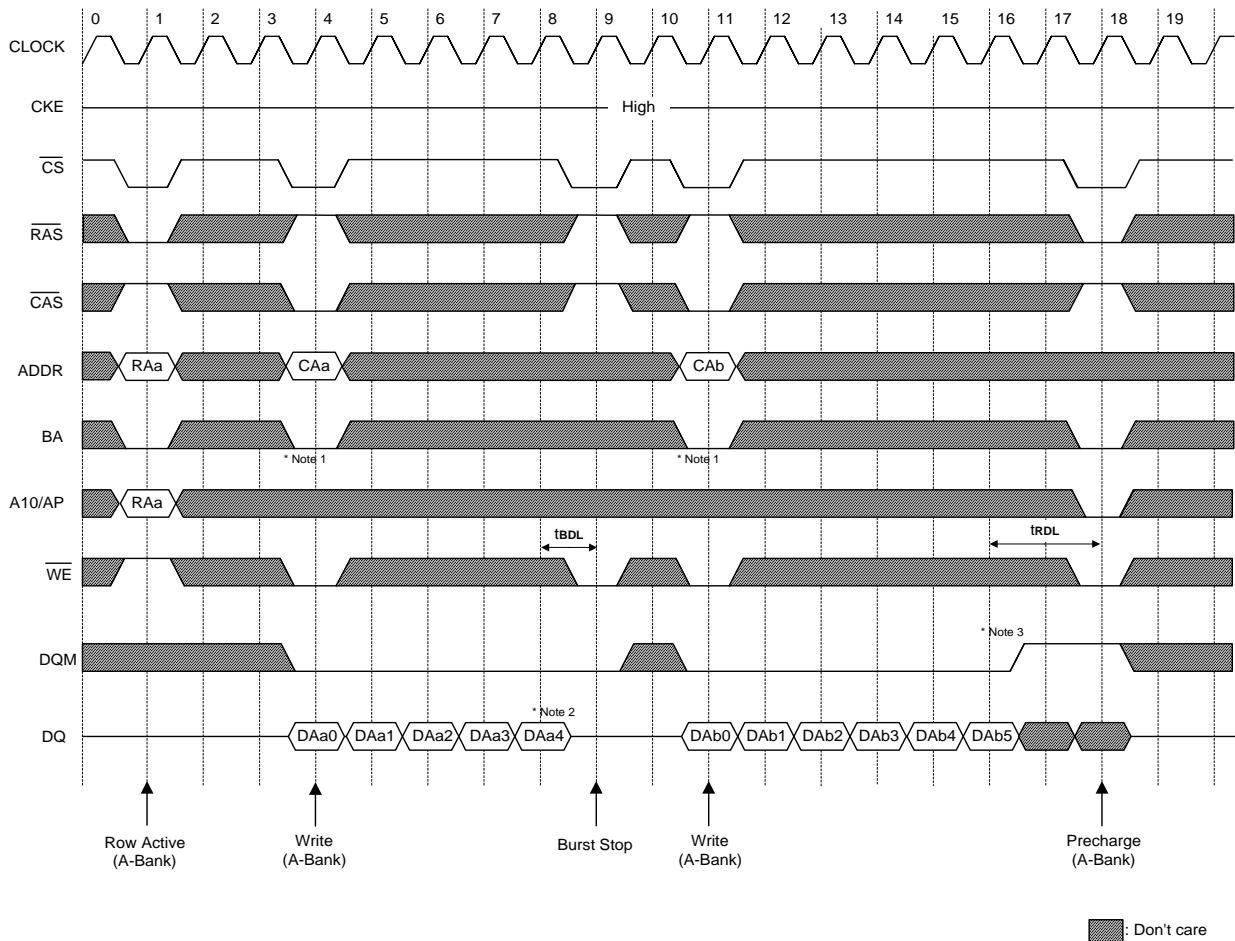 0 1 2 3 4 5 6 7 8 9 10 11 12 13 14 15 16 17 18 19
CLOCK
CKE High
CS
RAS
CAS
ADDR RAa CAa CAb
BA
* Note 1 * Note 1
A10/AP RAa
tBDL tRDL
WE
* Note 3
DQM
* Note 2
DQ DAa0 DAa1 DAa2 DAa3 DAa4 DAb0 DAb1 DAb2 DAb3 DAb4 DAb5
Row Active Write Burst Stop Write Precharge
(A-Bank) (A-Bank) (A-Bank) (A-Bank)
: Don't care